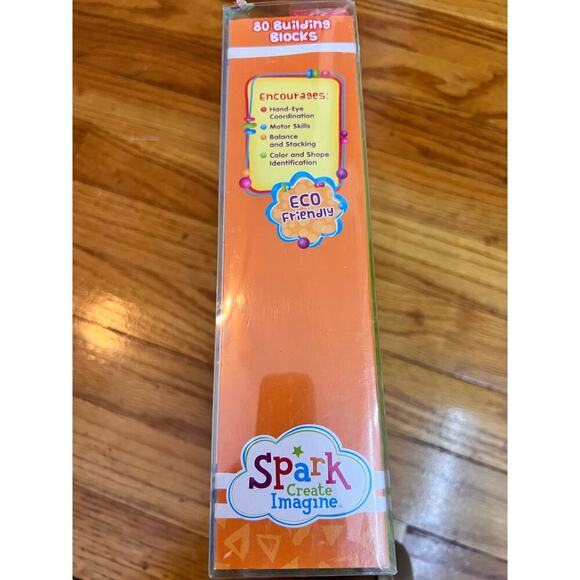 80 Building
Blocks
Encourages:
Hand-Eye
Coordination
Motor Skills
Balance
and Stacking
Color and Shape
Identification
ECO
Friendly
Spark
Create
Imagine™